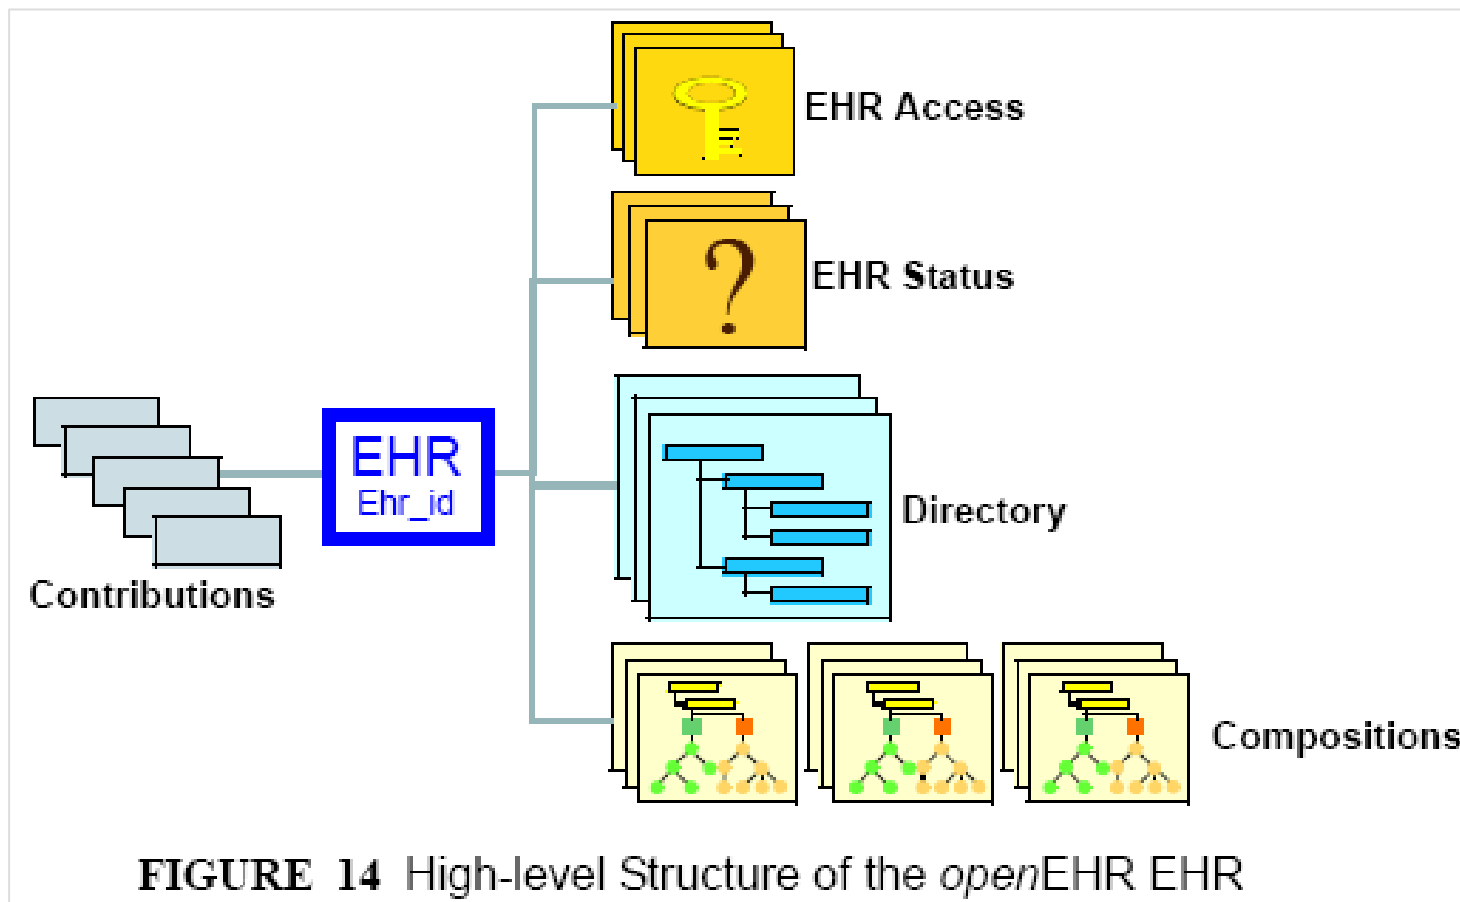 EHR Access
EHR Status
EHR
Ehr_id
Directory
Contributions
Compositions
FIGURE 14 High-level Structure of the openEHR EHR